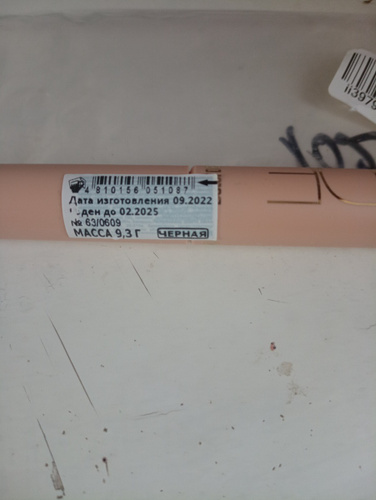 4 810156 051087
Дата изготовления 09.2022
ден до 02.2025
№ 63/0609
МАССА 9,3 Г
ЧЕРНАЯ